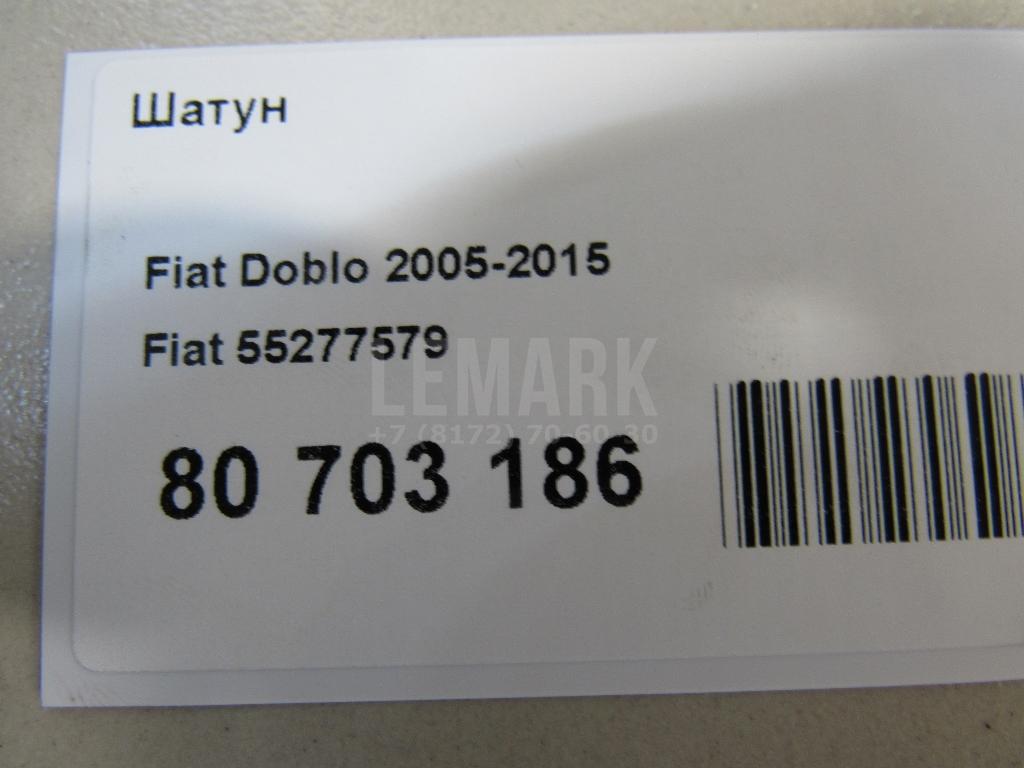 Шатун
Fiat Doblo 2005-2015
Fiat 55277579
LEMARK
+7 (8172) 70-60-30
80 703 186